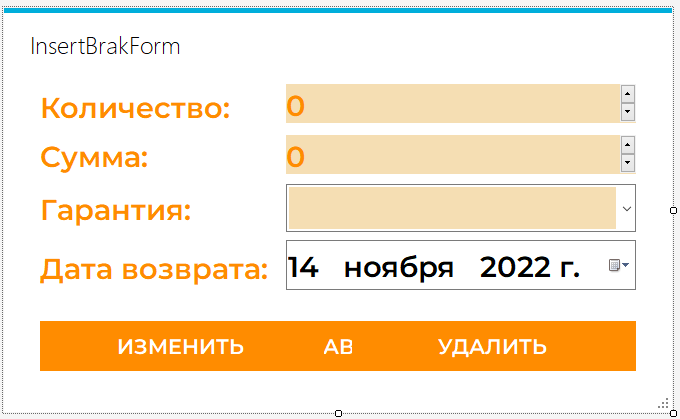 InsertBrakForm
Количество: 0
Сумма: 0
Гарантия:
Дата возврата: 14 ноября 2022 г.
ИЗМЕНИТЬ АВ УДАЛИТЬ